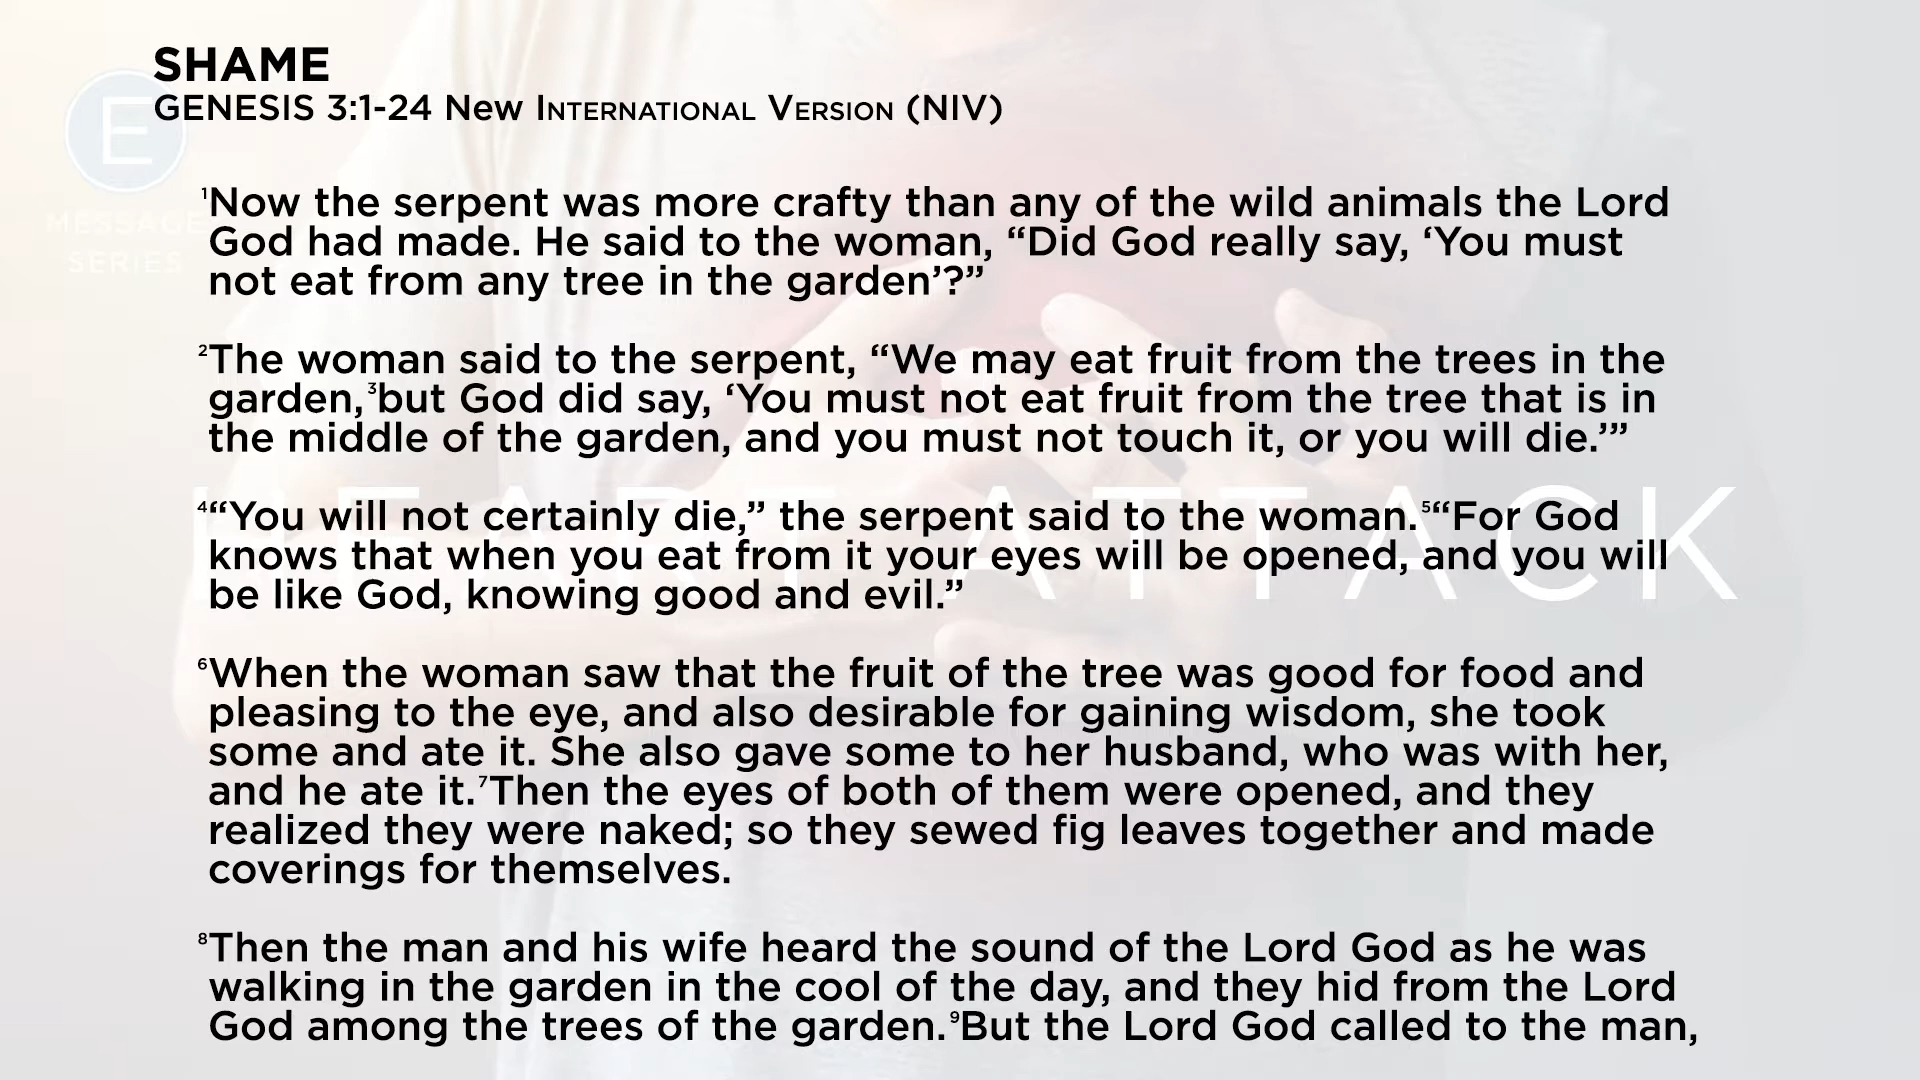 SHAME
GENESIS 3:1-24 New International Version (NIV)
E
MESSAGE
SERIES
¹Now the serpent was more crafty than any of the wild animals the Lord
God had made. He said to the woman, “Did God really say, ‘You must
not eat from any tree in the garden’?”
²The woman said to the serpent, “We may eat fruit from the trees in the
garden,³but God did say, ‘You must not eat fruit from the tree that is in
the middle of the garden, and you must not touch it, or you will die.’”
HEART ATTACK
⁴“You will not certainly die,” the serpent said to the woman.⁵“For God
knows that when you eat from it your eyes will be opened, and you will
be like God, knowing good and evil.”
⁶When the woman saw that the fruit of the tree was good for food and
pleasing to the eye, and also desirable for gaining wisdom, she took
some and ate it. She also gave some to her husband, who was with her,
and he ate it.⁷Then the eyes of both of them were opened, and they
realized they were naked; so they sewed fig leaves together and made
coverings for themselves.
⁸Then the man and his wife heard the sound of the Lord God as he was
walking in the garden in the cool of the day, and they hid from the Lord
God among the trees of the garden.⁹But the Lord God called to the man,